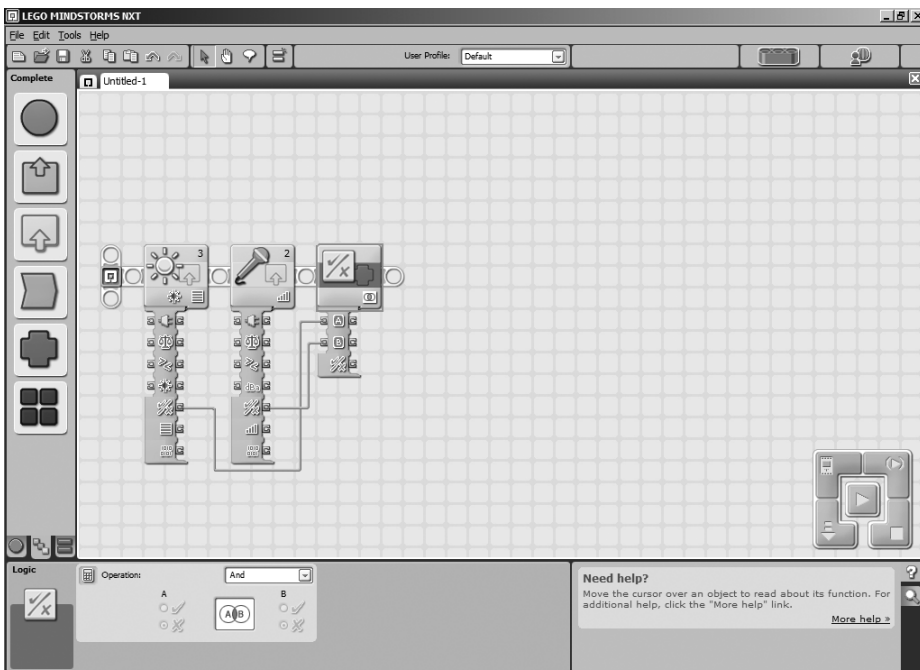 LEGO MINDSTORMS NXT
File Edit Tools Help
User Profile: Default
Complete
Untitled-1
3
2
A
B
dBA
Logic
Operation: And
A B
A B
Need help?
Move the cursor over an object to read about its function. For
additional help, click the "More help" link.
More help »
?